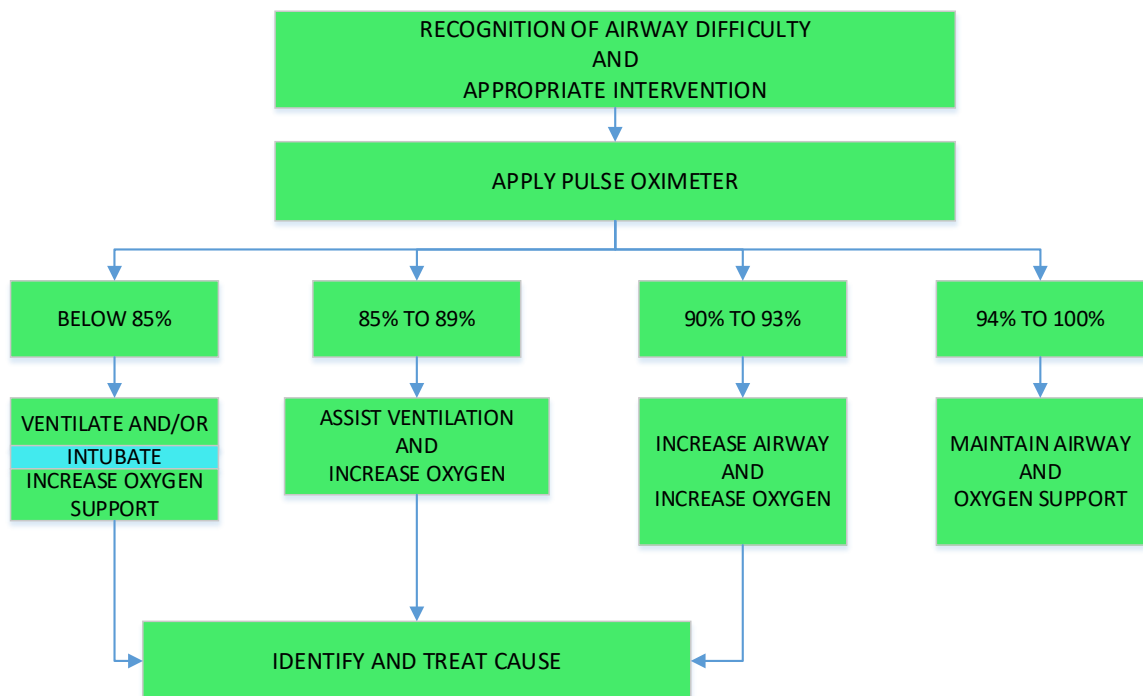 RECOGNITION OF AIRWAY DIFFICULTY
AND
APPROPRIATE INTERVENTION
APPLY PULSE OXIMETER
BELOW 85%
85% TO 89%
90% TO 93%
94% TO 100%
VENTILATE AND/OR
INTUBATE
INCREASE OXYGEN
SUPPORT
ASSIST VENTILATION
AND
INCREASE OXYGEN
INCREASE AIRWAY
AND
INCREASE OXYGEN
MAINTAIN AIRWAY
AND
OXYGEN SUPPORT
IDENTIFY AND TREAT CAUSE